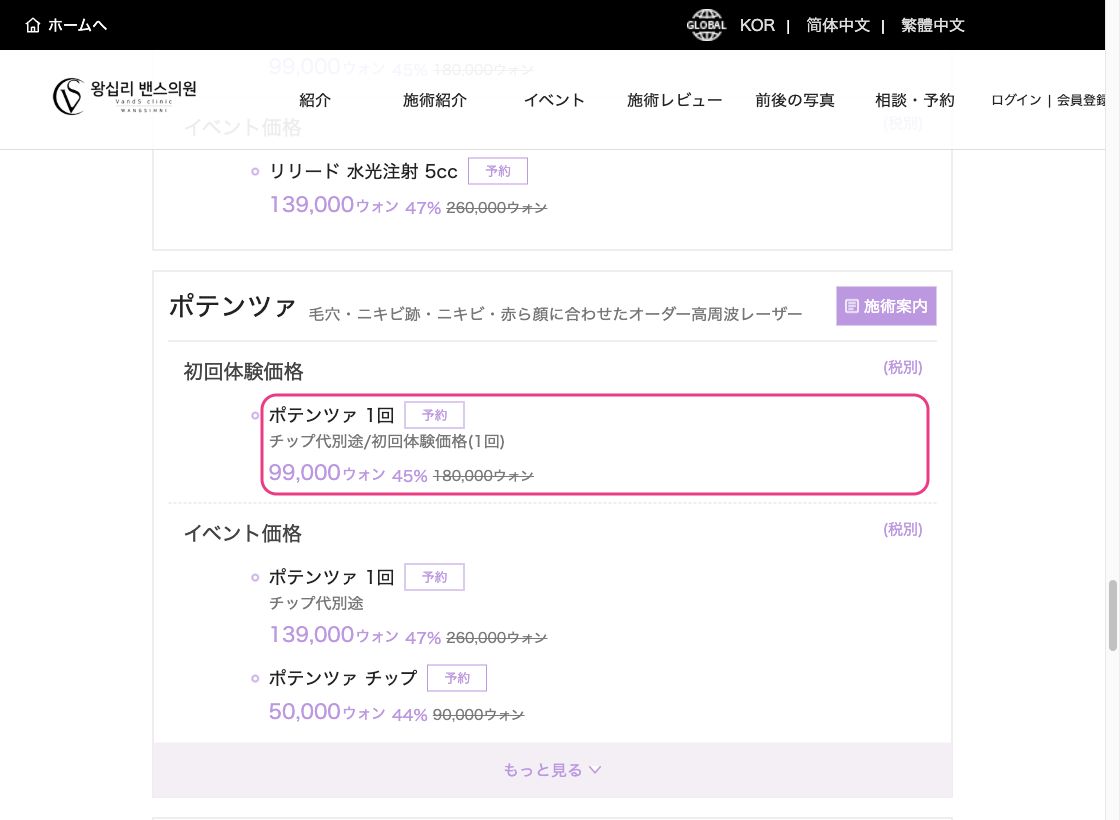 ホームへ
GLOBAL KOR | 简体中文 | 繁體中文
99,000ウォン 45% 180,000ウォン
왕십리 밴스의원
VandS clinic
WANGSIMNI
紹介 施術紹介 イベント 施術レビュー 前後の写真 相談・予約 ログイン | 会員登録
イベント価格 (税別)
リリード 水光注射 5cc 予約
139,000ウォン 47% 260,000ウォン
ポテンツァ 毛穴・ニキビ跡・ニキビ・赤ら顔に合わせたオーダー高周波レーザー 施術案内
初回体験価格 (税別)
ポテンツァ 1回 予約
チップ代別途/初回体験価格(1回)
99,000ウォン 45% 180,000ウォン
イベント価格 (税別)
ポテンツァ 1回 予約
チップ代別途
139,000ウォン 47% 260,000ウォン
ポテンツァ チップ 予約
50,000ウォン 44% 90,000ウォン
もっと見る